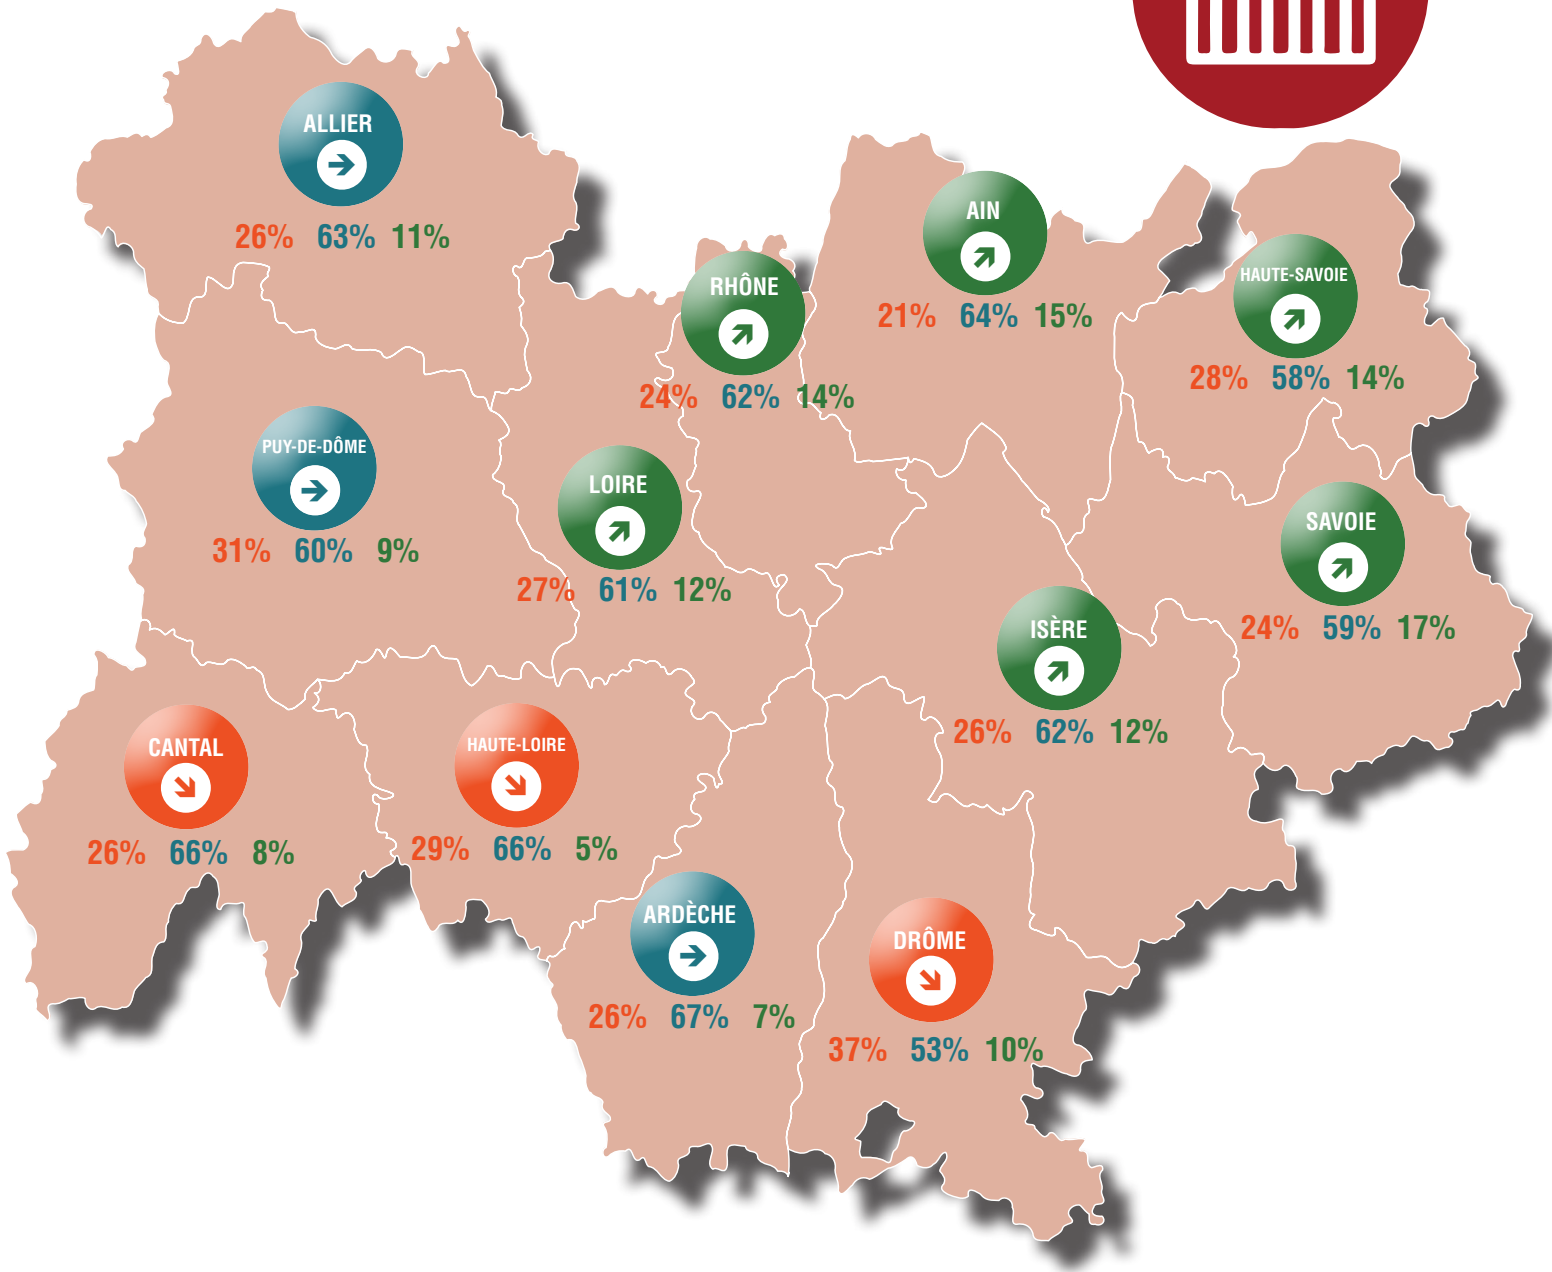 ALLIER
26% 63% 11%
AIN
21% 64% 15%
HAUTE-SAVOIE
28% 58% 14%
RHÔNE
24% 62% 14%
PUY-DE-DÔME
31% 60% 9%
LOIRE
27% 61% 12%
SAVOIE
24% 59% 17%
ISÈRE
26% 62% 12%
CANTAL
26% 66% 8%
HAUTE-LOIRE
29% 66% 5%
ARDÈCHE
26% 67% 7%
DRÔME
37% 53% 10%